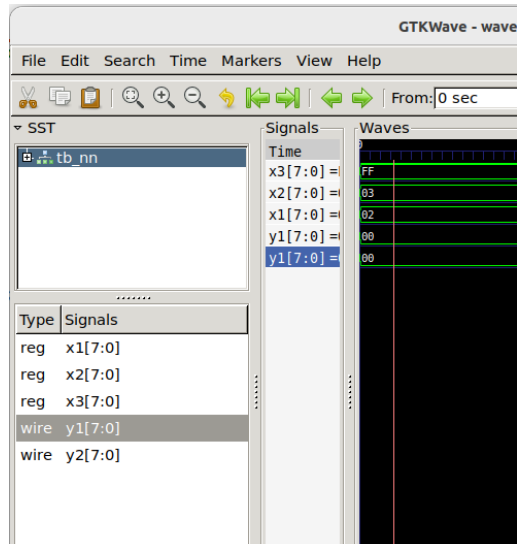 GTKWave - wave
File Edit Search Time Markers View Help
From: 0 sec
SST
tb_nn
Type Signals
reg x1[7:0]
reg x2[7:0]
reg x3[7:0]
wire y1[7:0]
wire y2[7:0]
Signals
Time
x3[7:0] =
x2[7:0] =
x1[7:0] =
y1[7:0] =
y1[7:0] =
Waves
0
FF
03
02
00
00